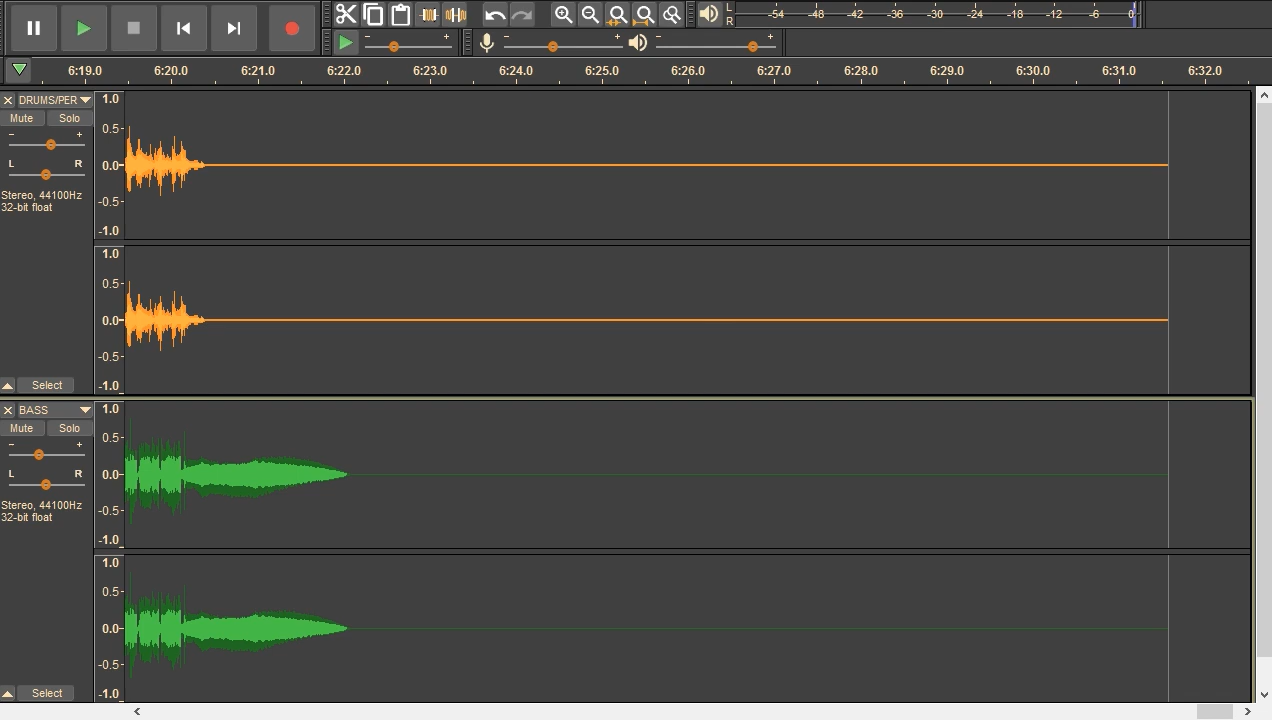 L
R
-54 -48 -42 -36 -30 -24 -18 -12 -6 0
- +
- +
- +
6:19.0 6:20.0 6:21.0 6:22.0 6:23.0 6:24.0 6:25.0 6:26.0 6:27.0 6:28.0 6:29.0 6:30.0 6:31.0 6:32.0
DRUMS/PER
Mute Solo
- +
L R
Stereo, 44100Hz
32-bit float
Select
1.0
0.5
0.0
-0.5
-1.0
1.0
0.5
0.0
-0.5
-1.0
BASS
Mute Solo
- +
L R
Stereo, 44100Hz
32-bit float
Select
1.0
0.5
0.0
-0.5
-1.0
1.0
0.5
0.0
-0.5
-1.0